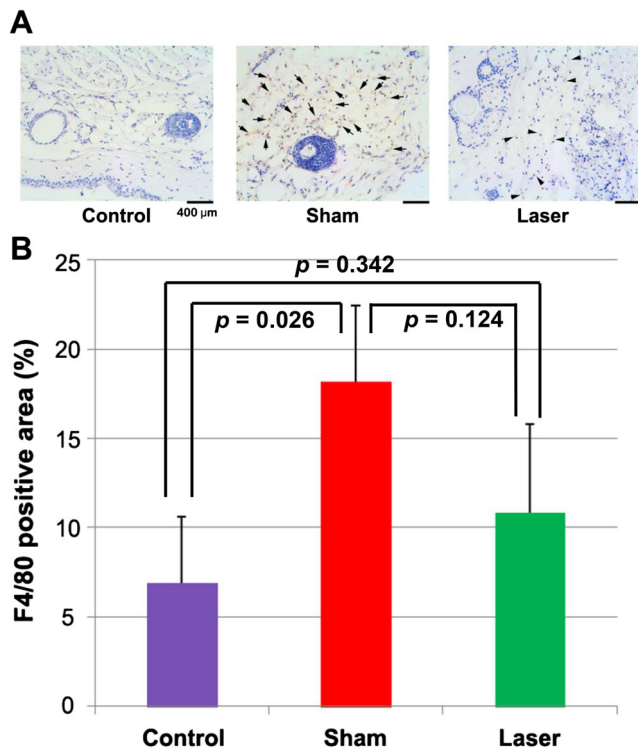 A
Control
400 µm
Sham
Laser
B
F4/80 positive area (%)
25
20
15
10
5
0
p = 0.342
p = 0.026
p = 0.124
Control
Sham
Laser